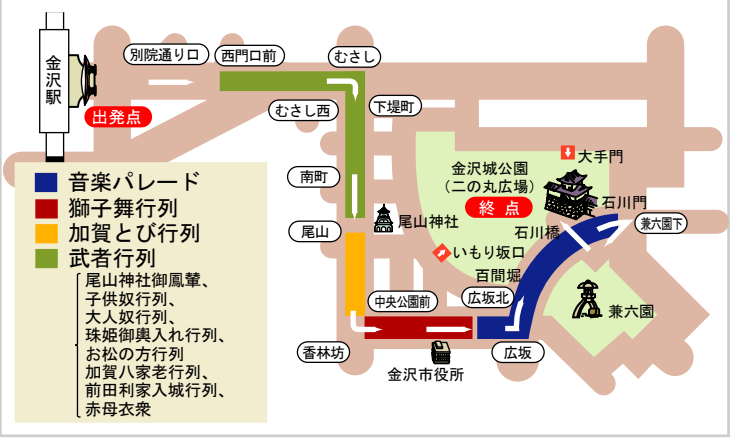 別院通り口
西門口前
むさし
金沢駅
出発点
むさし西
下堤町
南町
尾山
尾山神社
金沢城公園
(二の丸広場)
終 点
大手門
石川門
石川橋
兼六園下
いもり坂口
百間堀
中央公園前
広坂北
兼六園
香林坊
広坂
金沢市役所
音楽パレード
獅子舞行列
加賀とび行列
武者行列
尾山神社御鳳輦、
子供奴行列、
大人奴行列、
珠姫御輿入れ行列、
お松の方行列
加賀八家老行列、
前田利家入城行列、
赤母衣衆